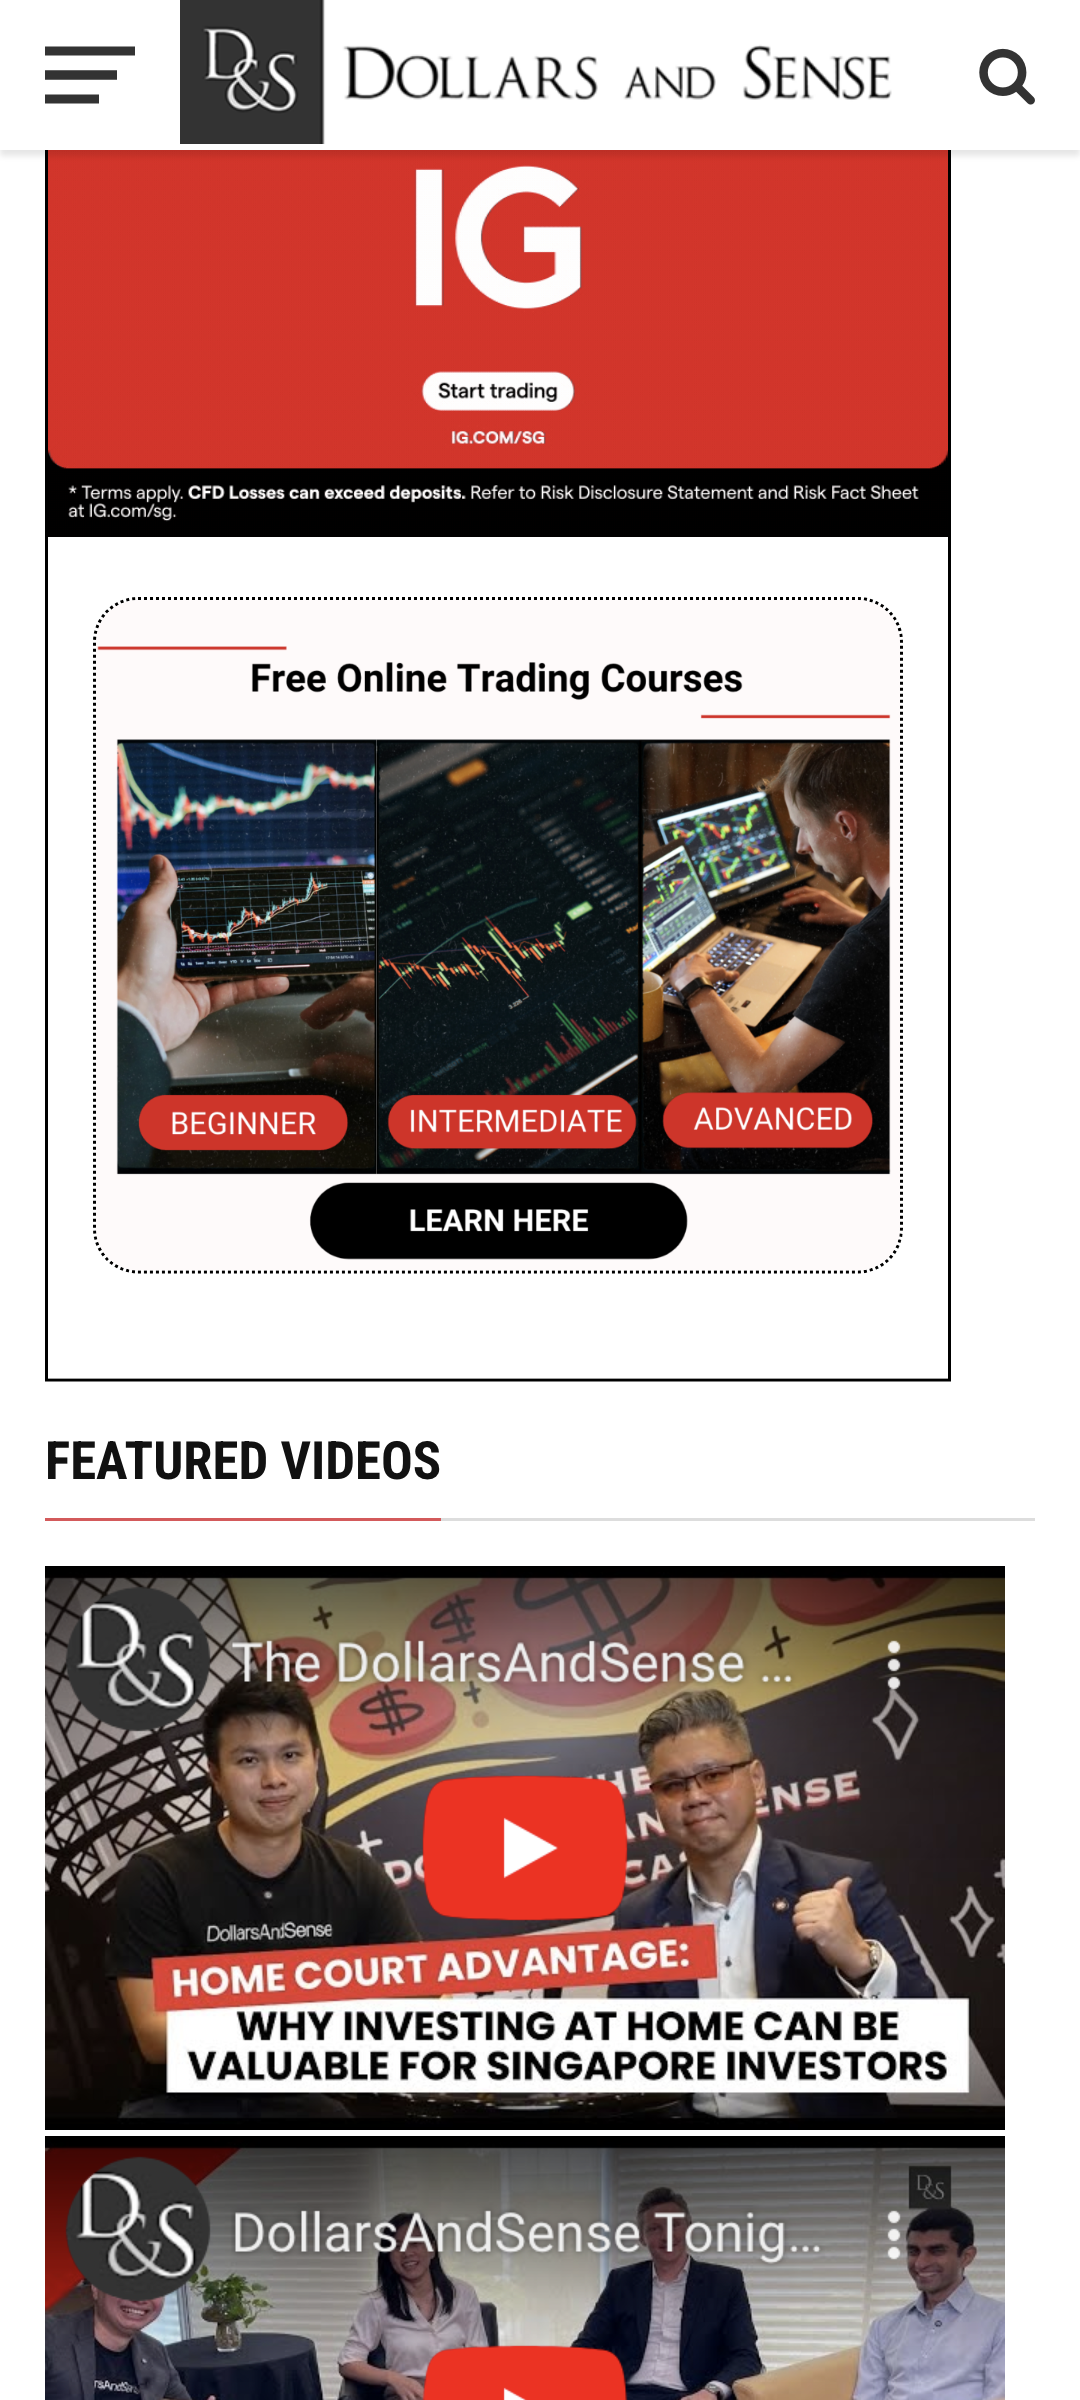 D&S DOLLARS AND SENSE
IG
Start trading
IG.COM/SG
* Terms apply. CFD Losses can exceed deposits. Refer to Risk Disclosure Statement and Risk Fact Sheet
at IG.com/sg.
Free Online Trading Courses
BEGINNER
INTERMEDIATE
ADVANCED
LEARN HERE
FEATURED VIDEOS
D&S
The DollarsAndSense ...
DollarsAndSense
HOME COURT ADVANTAGE:
WHY INVESTING AT HOME CAN BE
VALUABLE FOR SINGAPORE INVESTORS
D&S
DollarsAndSense Tonig...
D&S